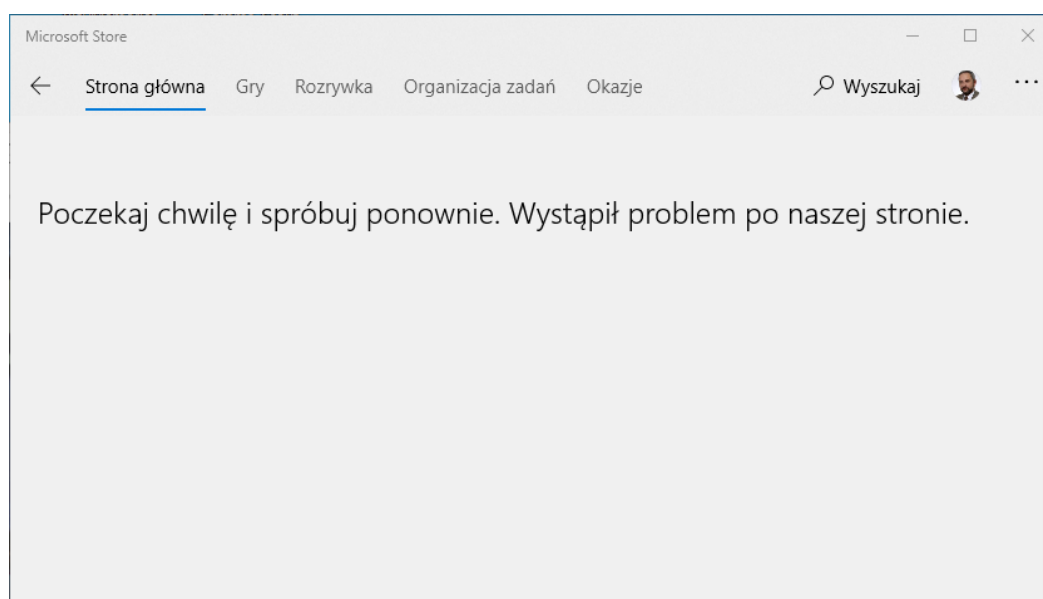 Microsoft Store
Strona główna Gry Rozrywka Organizacja zadań Okazje Wyszukaj
Poczekaj chwilę i spróbuj ponownie. Wystąpił problem po naszej stronie.